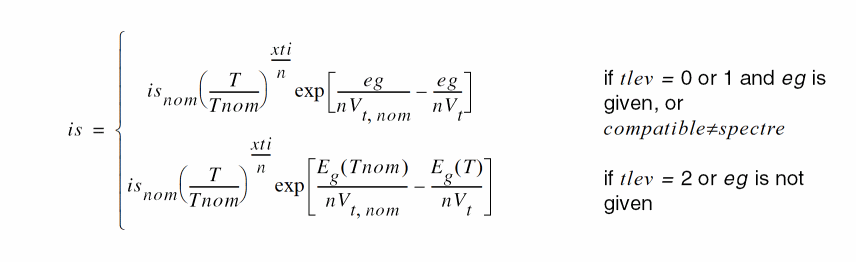 is = { is_nom (T / Tnom)^(xti / n) exp[eg / nV_t, nom − eg / nV_t]
if tlev = 0 or 1 and eg is
given, or
compatible≠spectre
is_nom (T / Tnom)^(xti / n) exp[E_g(Tnom) / nV_t, nom − E_g(T) / nV_t]
if tlev = 2 or eg is not
given